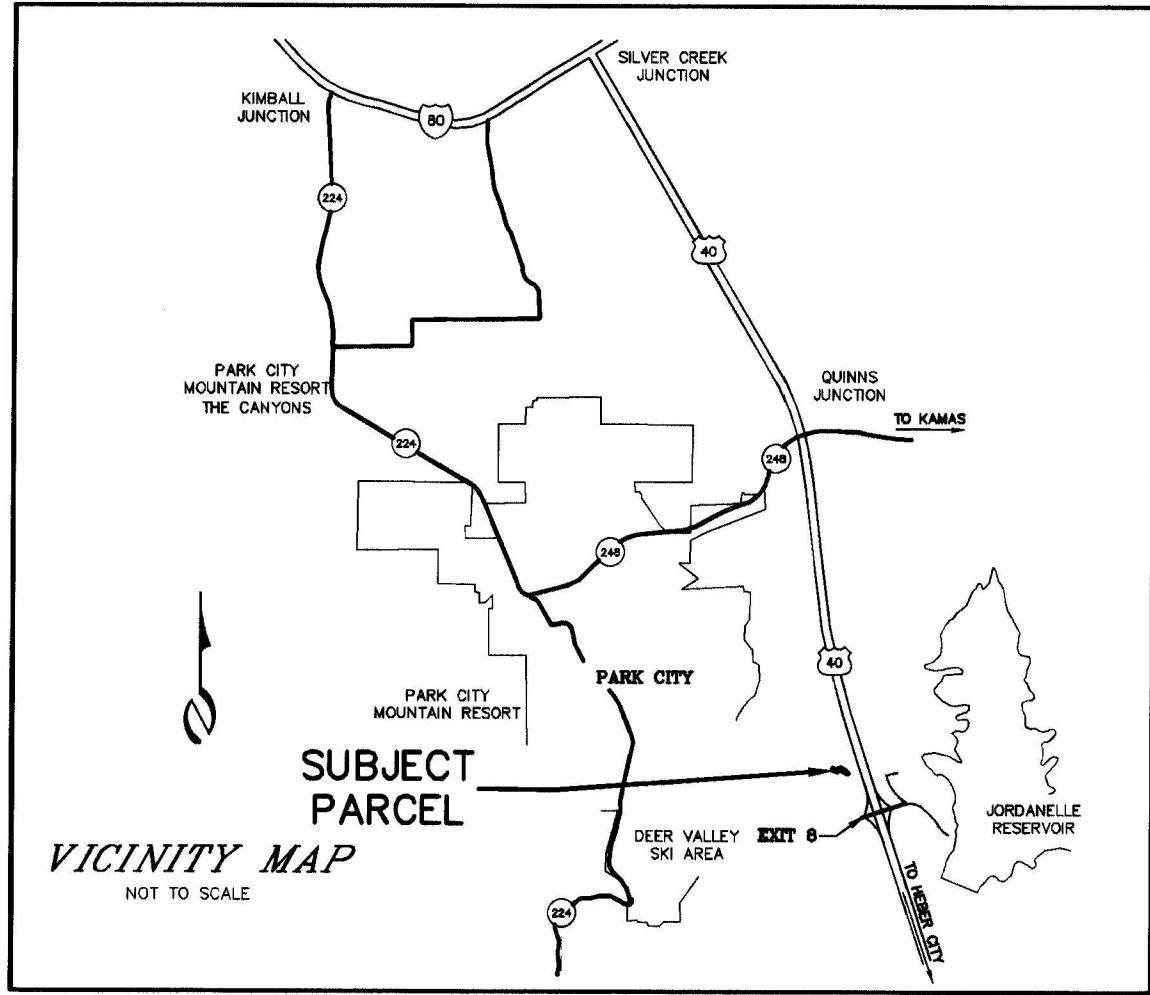 SILVER CREEK
JUNCTION
KIMBALL
JUNCTION
80
224
40
PARK CITY
MOUNTAIN RESORT
THE CANYONS
QUINNS
JUNCTION
TO KAMAS
224
248
248
40
PARK CITY
PARK CITY
MOUNTAIN RESORT
SUBJECT
PARCEL
JORDANELLE
RESERVOIR
DEER VALLEY
SKI AREA
EXIT 8
VICINITY MAP
NOT TO SCALE
224
TO HEBER CITY